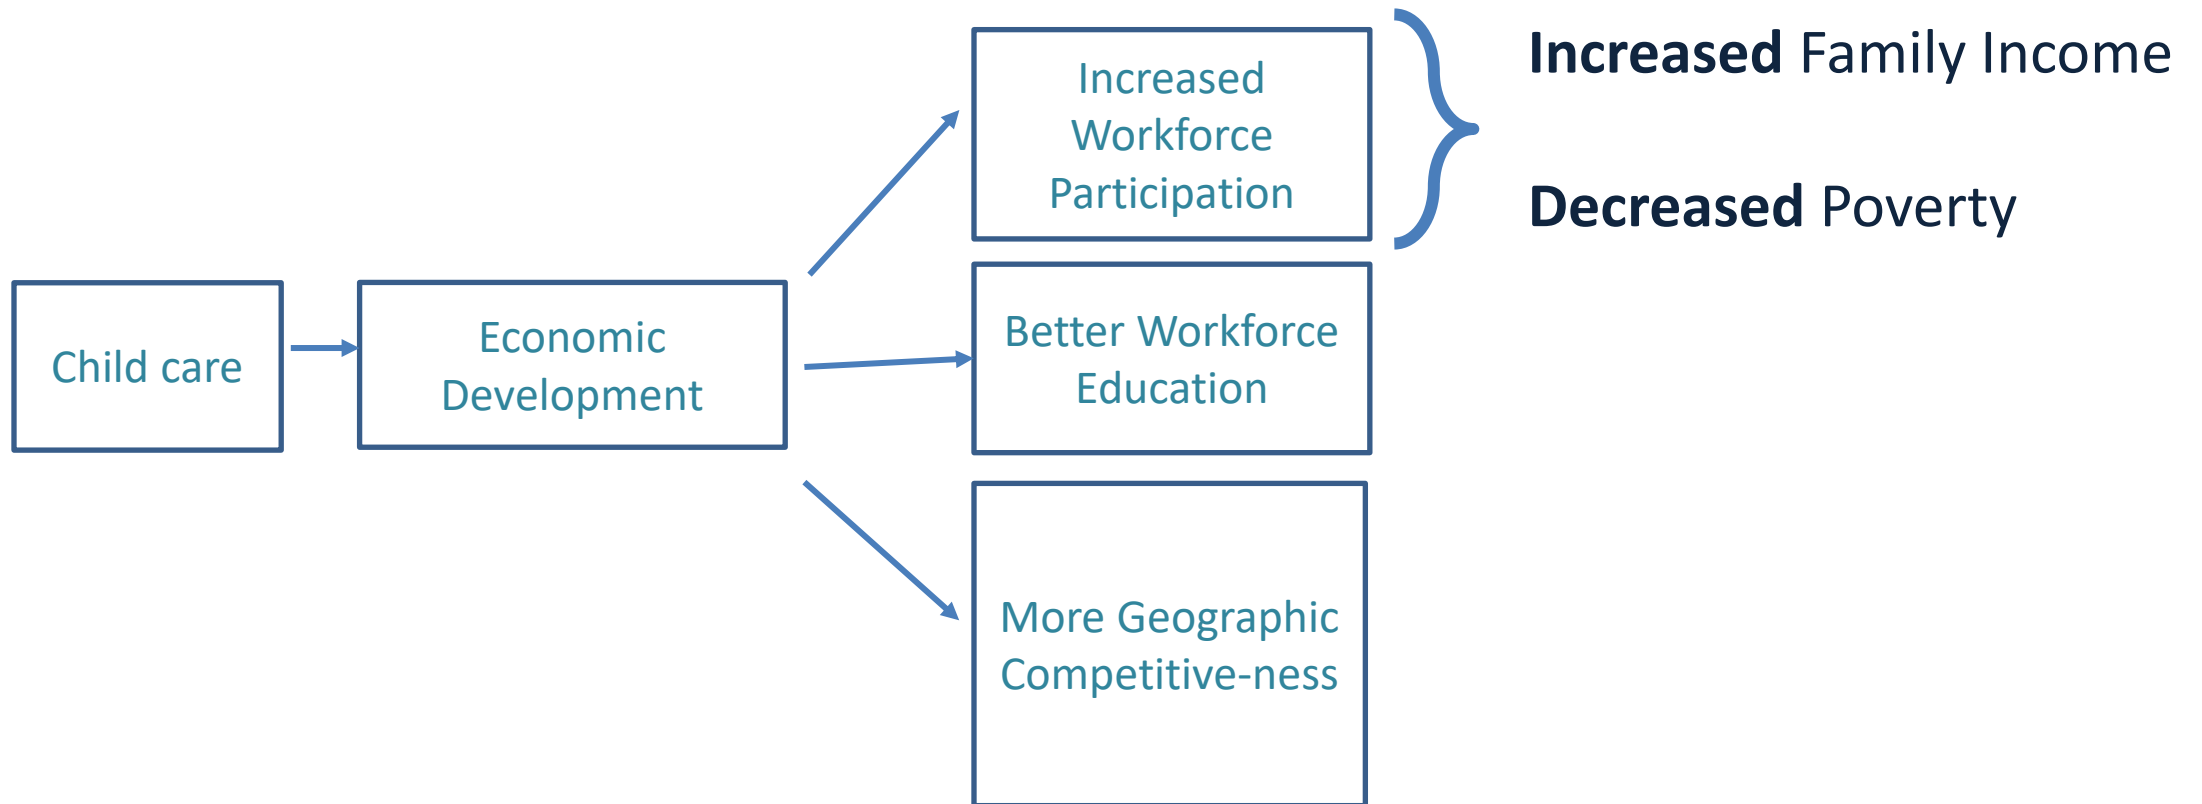 Child care
Economic
Development
Increased
Workforce
Participation
Better Workforce
Education
More Geographic
Competitive-ness
Increased Family Income
Decreased Poverty